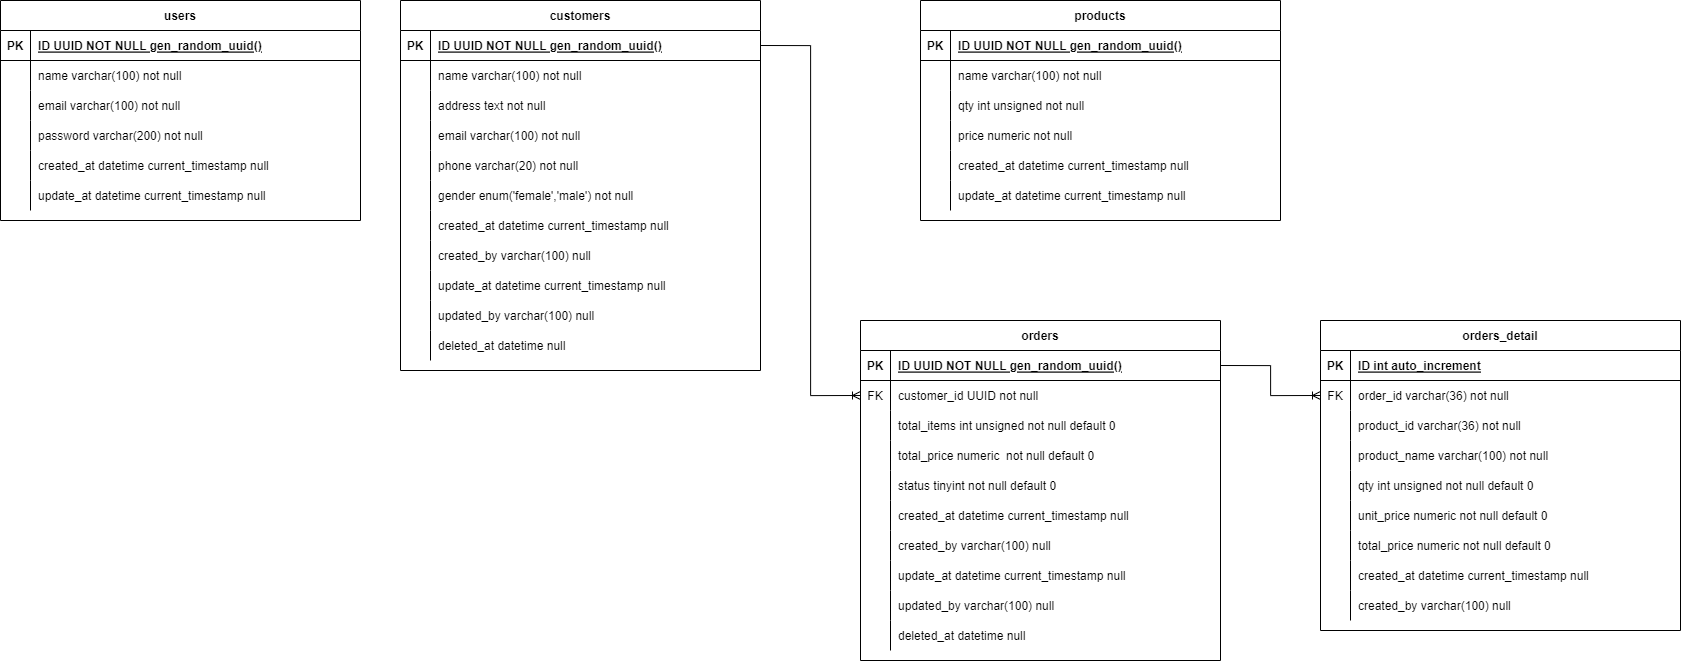 users
PK ID UUID NOT NULL gen_random_uuid()
name varchar(100) not null
email varchar(100) not null
password varchar(200) not null
created_at datetime current_timestamp null
update_at datetime current_timestamp null
customers
PK ID UUID NOT NULL gen_random_uuid()
name varchar(100) not null
address text not null
email varchar(100) not null
phone varchar(20) not null
gender enum('female','male') not null
created_at datetime current_timestamp null
created_by varchar(100) null
update_at datetime current_timestamp null
updated_by varchar(100) null
deleted_at datetime null
products
PK ID UUID NOT NULL gen_random_uuid()
name varchar(100) not null
qty int unsigned not null
price numeric not null
created_at datetime current_timestamp null
update_at datetime current_timestamp null
orders
PK ID UUID NOT NULL gen_random_uuid()
FK customer_id UUID not null
total_items int unsigned not null default 0
total_price numeric  not null default 0
status tinyint not null default 0
created_at datetime current_timestamp null
created_by varchar(100) null
update_at datetime current_timestamp null
updated_by varchar(100) null
deleted_at datetime null
orders_detail
PK ID int auto_increment
FK order_id varchar(36) not null
product_id varchar(36) not null
product_name varchar(100) not null
qty int unsigned not null default 0
unit_price numeric not null default 0
total_price numeric not null default 0
created_at datetime current_timestamp null
created_by varchar(100) null